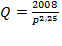 Q = 2008 / P^2,25